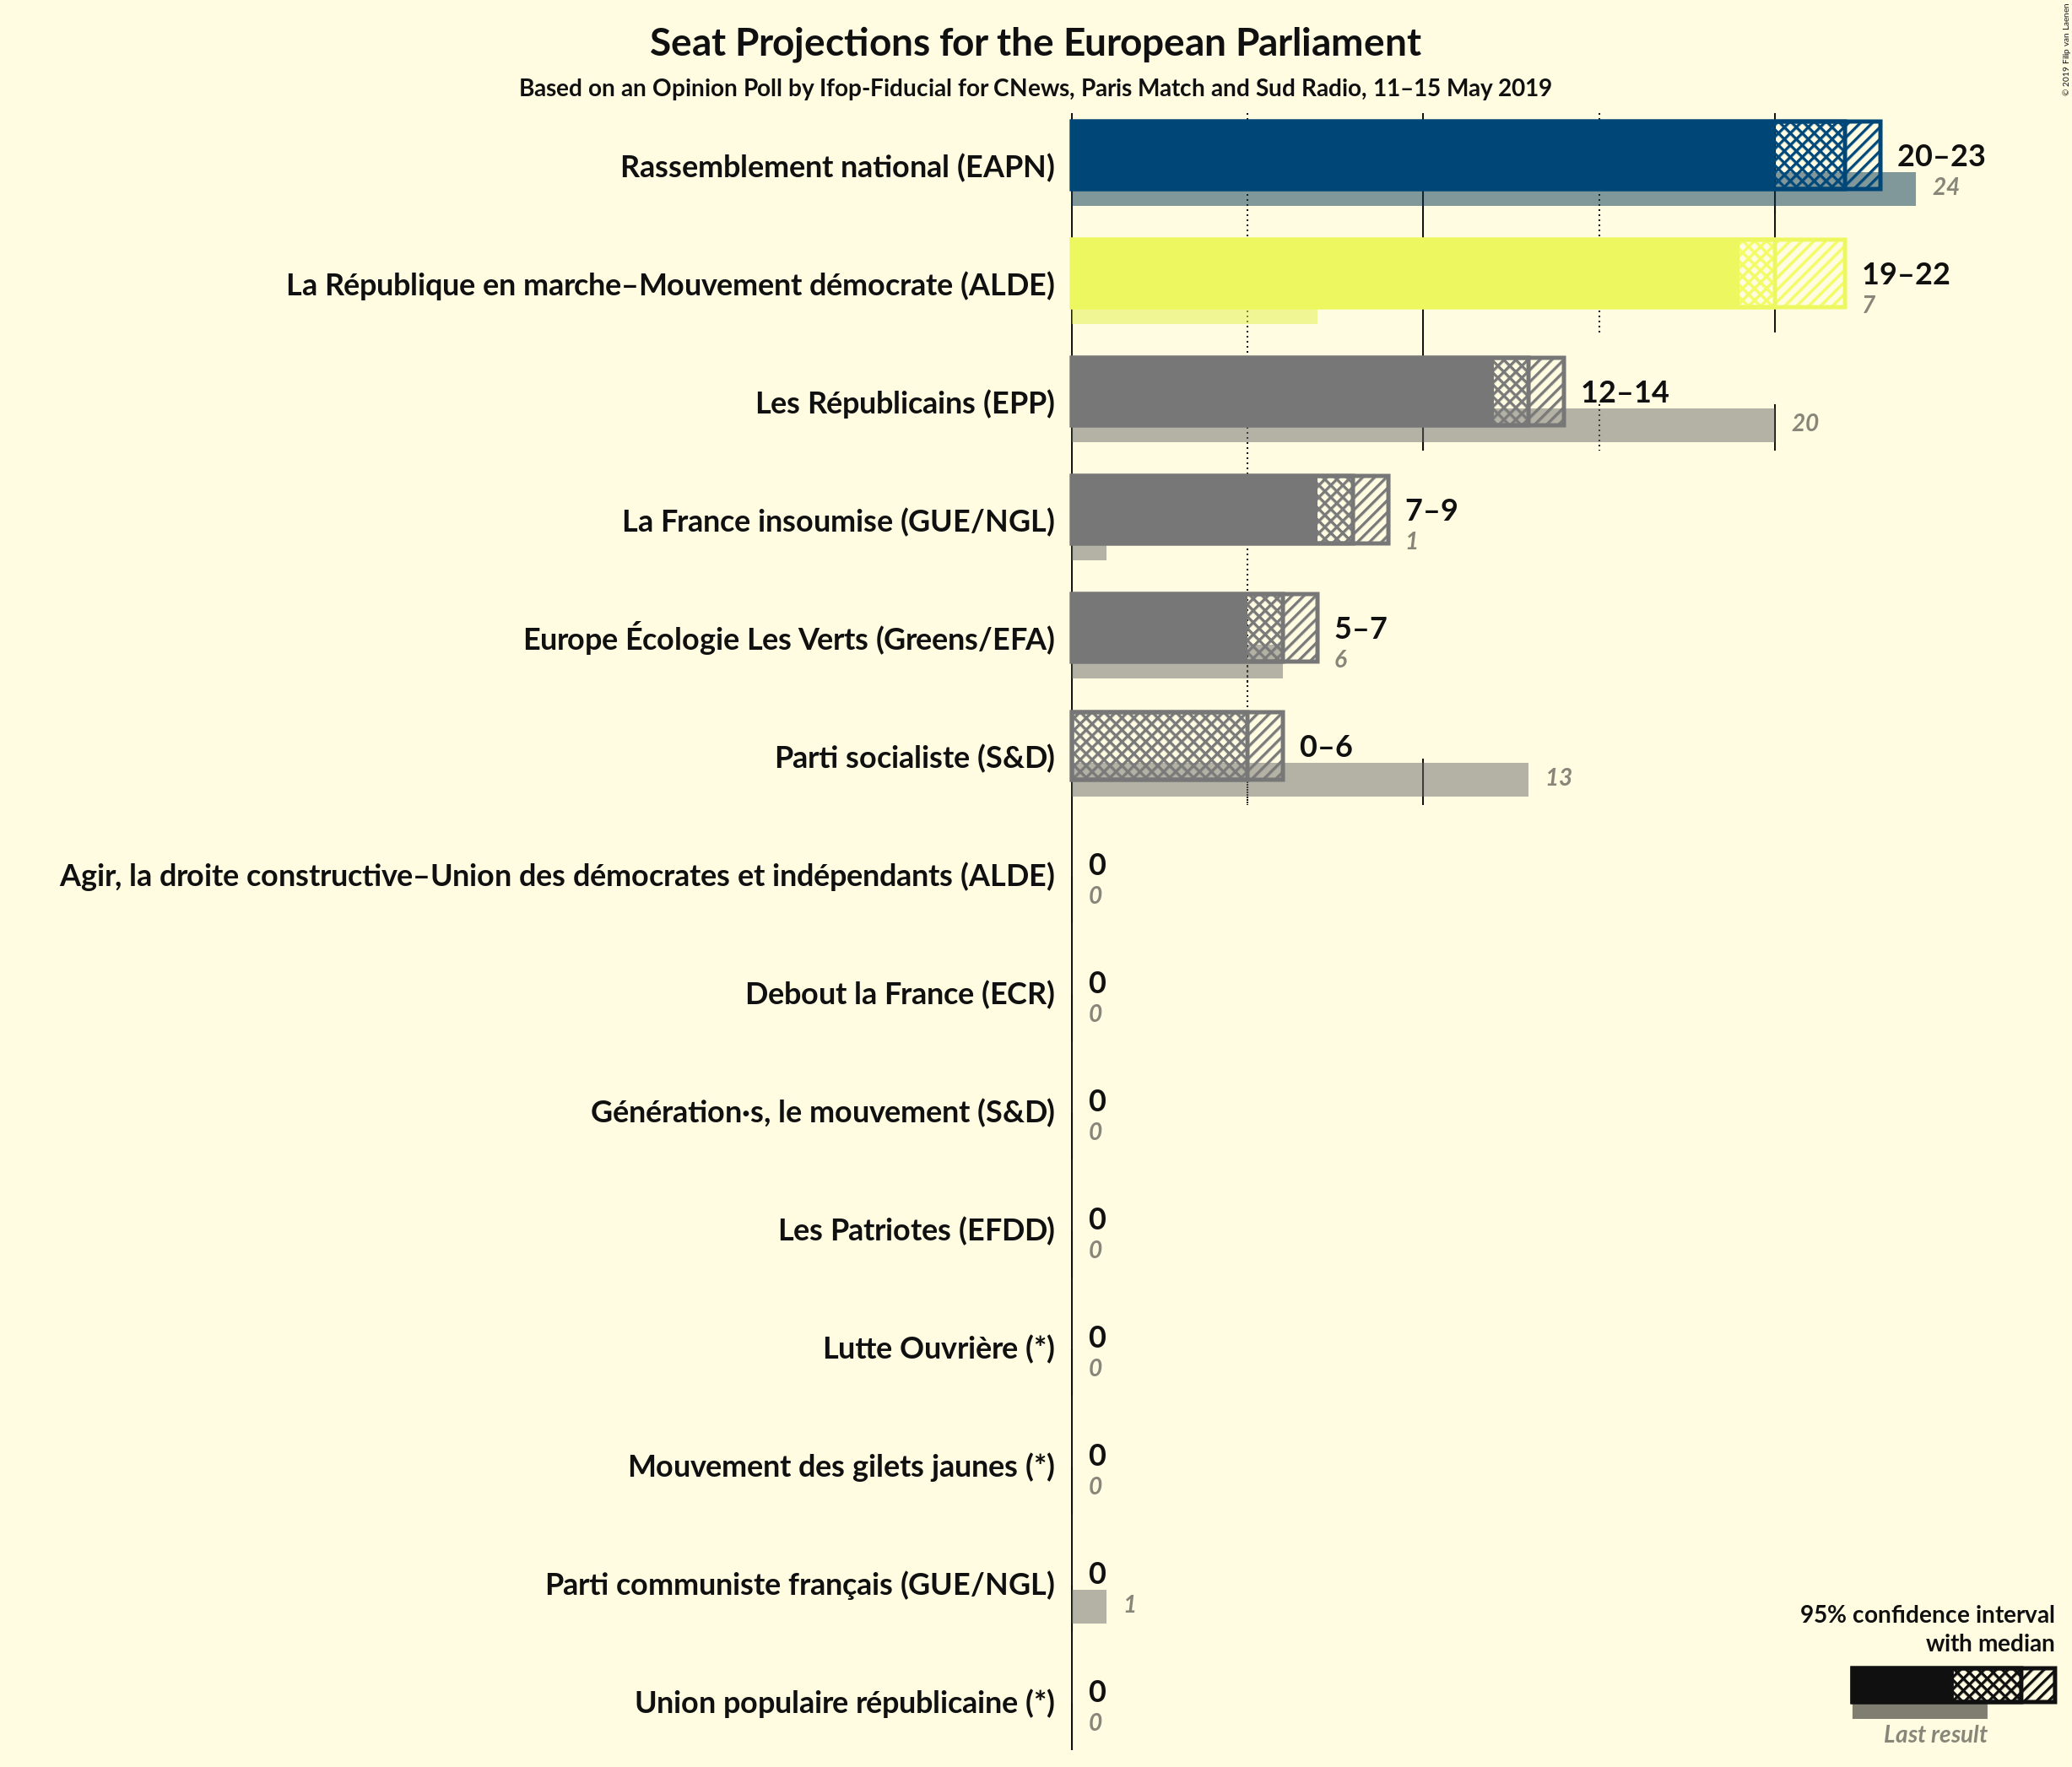 Seat Projections for the European Parliament
Based on an Opinion Poll by Ifop-Fiducial for CNews, Paris Match and Sud Radio, 11–15 May 2019
© 2019 Filip van Laenen
Rassemblement national (EAPN)
20–23
24
La République en marche–Mouvement démocrate (ALDE)
19–22
7
Les Républicains (EPP)
12–14
20
La France insoumise (GUE/NGL)
7–9
1
Europe Écologie Les Verts (Greens/EFA)
5–7
6
Parti socialiste (S&D)
0–6
13
Agir, la droite constructive–Union des démocrates et indépendants (ALDE)
0
0
Debout la France (ECR)
0
0
Génération·s, le mouvement (S&D)
0
0
Les Patriotes (EFDD)
0
0
Lutte Ouvrière (*)
0
0
Mouvement des gilets jaunes (*)
0
0
Parti communiste français (GUE/NGL)
0
1
Union populaire républicaine (*)
0
0
95% confidence interval
with median
Last result